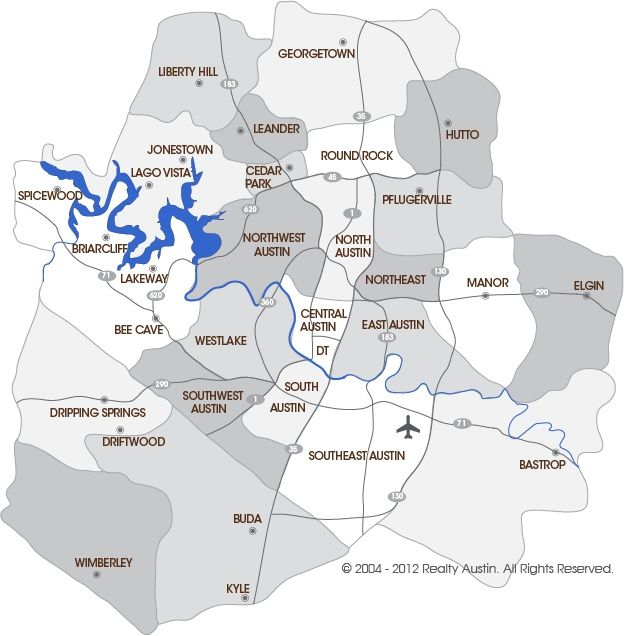 GEORGETOWN
LIBERTY HILL
183
35
LEANDER
HUTTO
JONESTOWN
ROUND ROCK
LAGO VISTA
CEDAR
PARK
45
SPICEWOOD
PFLUGERVILLE
620
1
BRIARCLIFF
NORTHWEST
AUSTIN
NORTH
AUSTIN
71
LAKEWAY
NORTHEAST
130
MANOR
290
ELGIN
620
360
BEE CAVE
CENTRAL
AUSTIN
EAST AUSTIN
WESTLAKE
183
DT
290
SOUTHWEST
AUSTIN
1
SOUTH
AUSTIN
DRIPPING SPRINGS
DRIFTWOOD
71
35
SOUTHEAST AUSTIN
BASTROP
130
BUDA
WIMBERLEY
© 2004 - 2012 Realty Austin. All Rights Reserved.
KYLE